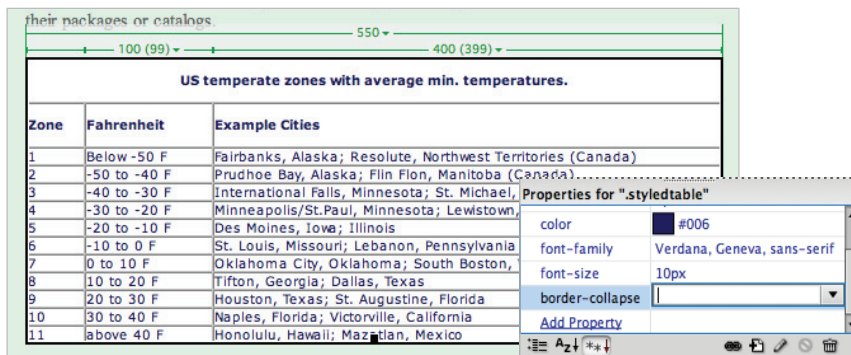 their packages or catalogs.
550
100 (99) 400 (399)
US temperate zones with average min. temperatures.
Zone Fahrenheit Example Cities
1 Below -50 F Fairbanks, Alaska; Resolute, Northwest Territories (Canada)
2 -50 to -40 F Prudhoe Bay, Alaska; Flin Flon, Manitoba (Canada)
3 -40 to -30 F International Falls, Minnesota; St. Michael,
4 -30 to -20 F Minneapolis/St.Paul, Minnesota; Lewistown,
5 -20 to -10 F Des Moines, Iowa; Illinois
6 -10 to 0 F St. Louis, Missouri; Lebanon, Pennsylvania
7 0 to 10 F Oklahoma City, Oklahoma; South Boston,
8 10 to 20 F Tifton, Georgia; Dallas, Texas
9 20 to 30 F Houston, Texas; St. Augustine, Florida
10 30 to 40 F Naples, Florida; Victorville, California
11 above 40 F Honolulu, Hawaii; Mazatlan, Mexico
Properties for ".styledtable"
color #006
font-family Verdana, Geneva, sans-serif
font-size 10px
border-collapse
Add Property
AZ↓ **↓